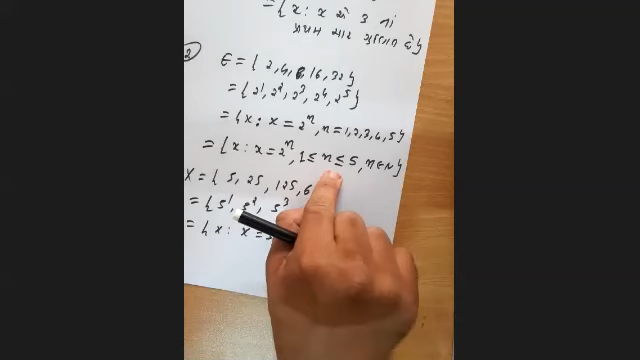 = { x : x એ 3 ના
પ્રથમ ચાર ગુણાંક છે }
2
E = { 2, 4, 8, 16, 32 }
= { 2¹, 2², 2³, 2⁴, 2⁵ }
= { x : x = 2ⁿ, n = 1, 2, 3, 4, 5 }
= { x : x = 2ⁿ, 1 ≤ n ≤ 5, n ∈ N }
X = { 5, 25, 125, 6
= { 5¹, 5², 5³
= { x : x = 5